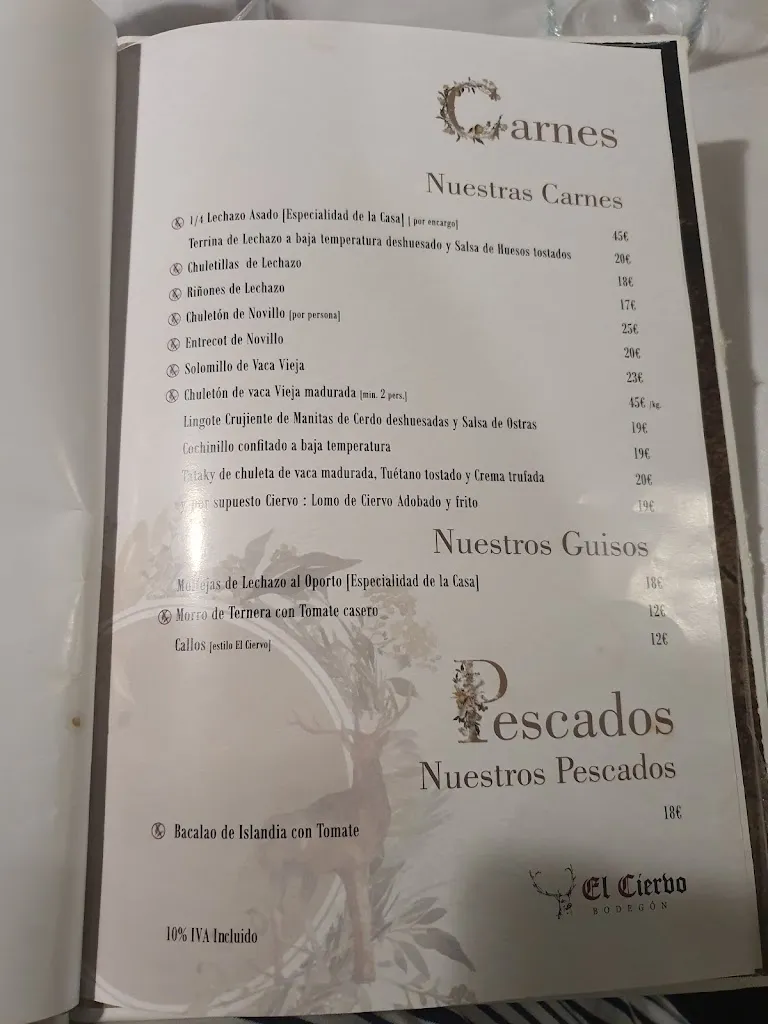 Carnes
Nuestras Carnes
1/4 Lechazo Asado [Especialidad de la Casa] [por encargo] 45€
Terrina de Lechazo a baja temperatura deshuesado y Salsa de Huesos tostados 20€
Chuletillas de Lechazo 18€
Riñones de Lechazo 17€
Chuletón de Novillo [por persona] 25€
Entrecot de Novillo 20€
Solomillo de Vaca Vieja 23€
Chuletón de vaca Vieja madurada [min. 2 pers.] 45€ /kg.
Lingote Crujiente de Manitas de Cerdo deshuesadas y Salsa de Ostras 19€
Cochinillo confitado a baja temperatura 19€
Tataky de chuleta de vaca madurada, Tuétano tostado y Crema trufada 20€
y por supuesto Ciervo : Lomo de Ciervo Adobado y frito 19€
Nuestros Guisos
Mollejas de Lechazo al Oporto [Especialidad de la Casa] 18€
Morro de Ternera con Tomate casero 12€
Callos [estilo El Ciervo] 12€
Pescados
Nuestros Pescados
Bacalao de Islandia con Tomate 18€
El Ciervo
BODEGÓN
10% IVA Incluido